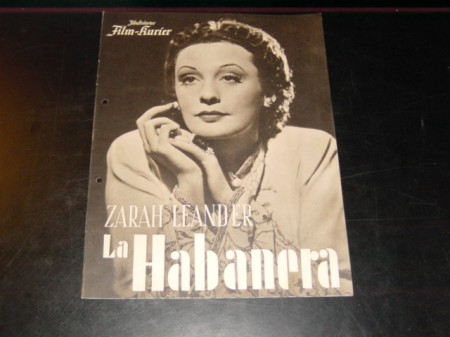 Illustrierter
Film-Kurier
ZARAH LEANDER
La Habanera